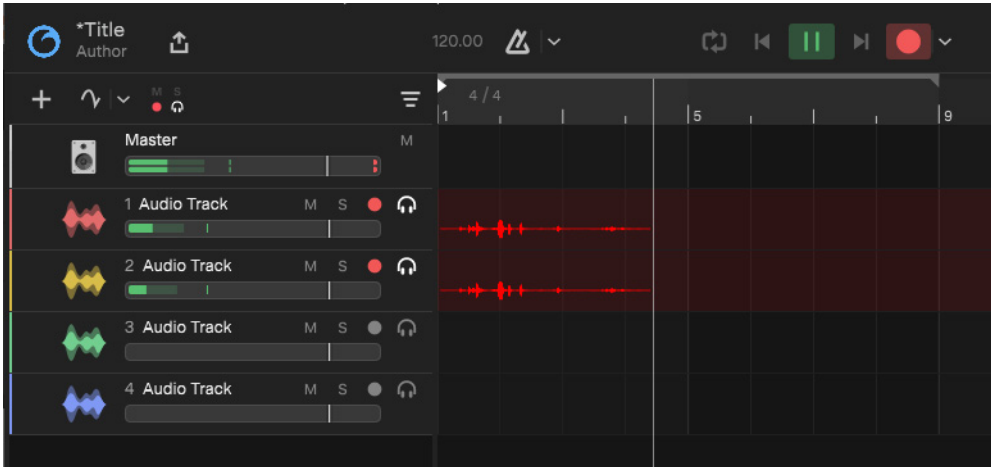 *Title
Author
120.00
M S
4 / 4
1
5
9
Master M
1 Audio Track M S
2 Audio Track M S
3 Audio Track M S
4 Audio Track M S